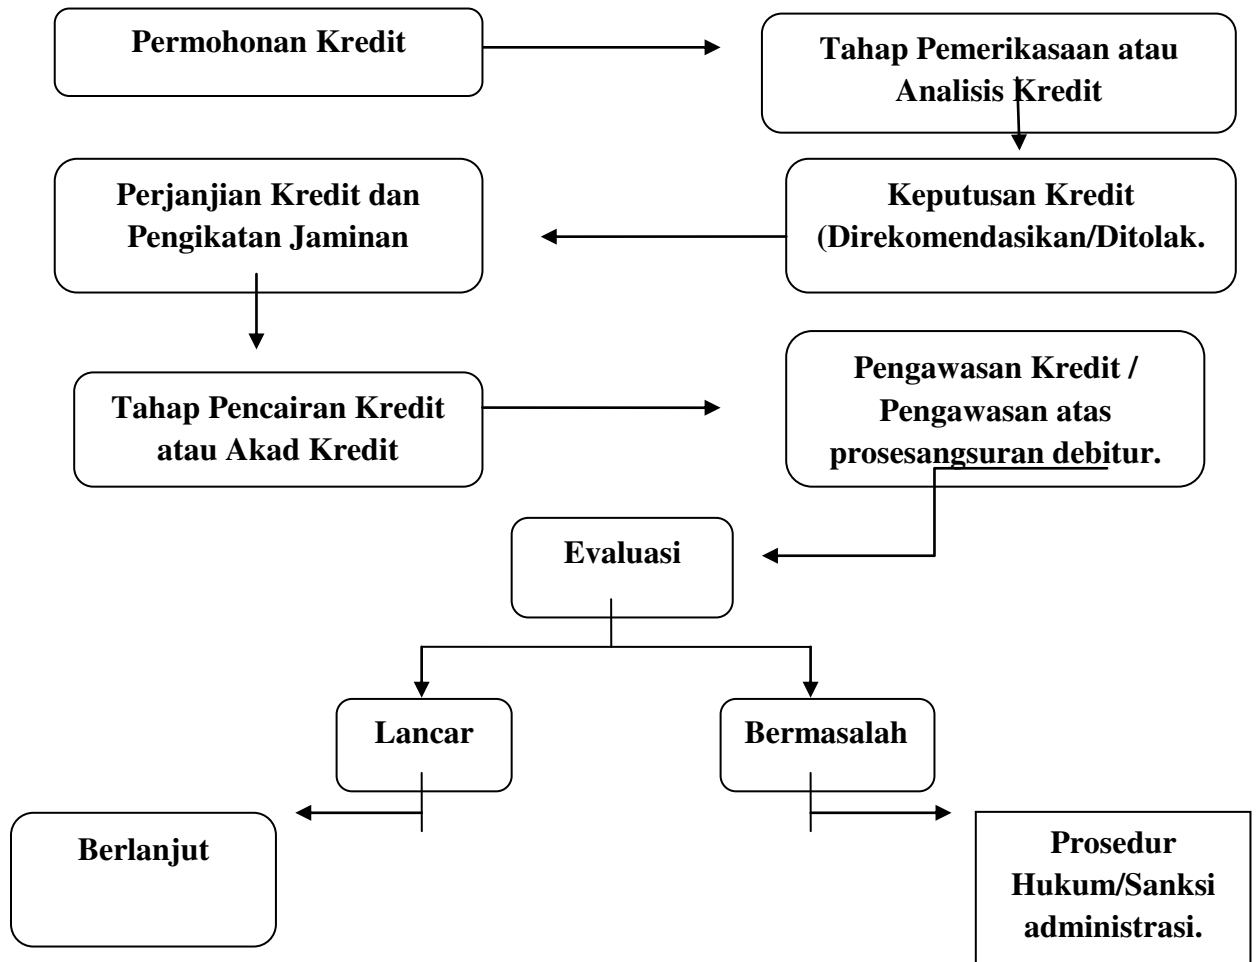 Permohonan Kredit
Tahap Pemerikasaan atau
Analisis Kredit
Perjanjian Kredit dan
Pengikatan Jaminan
Keputusan Kredit
(Direkomendasikan/Ditolak.
Tahap Pencairan Kredit
atau Akad Kredit
Pengawasan Kredit /
Pengawasan atas
prosesangsuran debitur.
Evaluasi
Lancar
Bermasalah
Berlanjut
Prosedur
Hukum/Sanksi
administrasi.